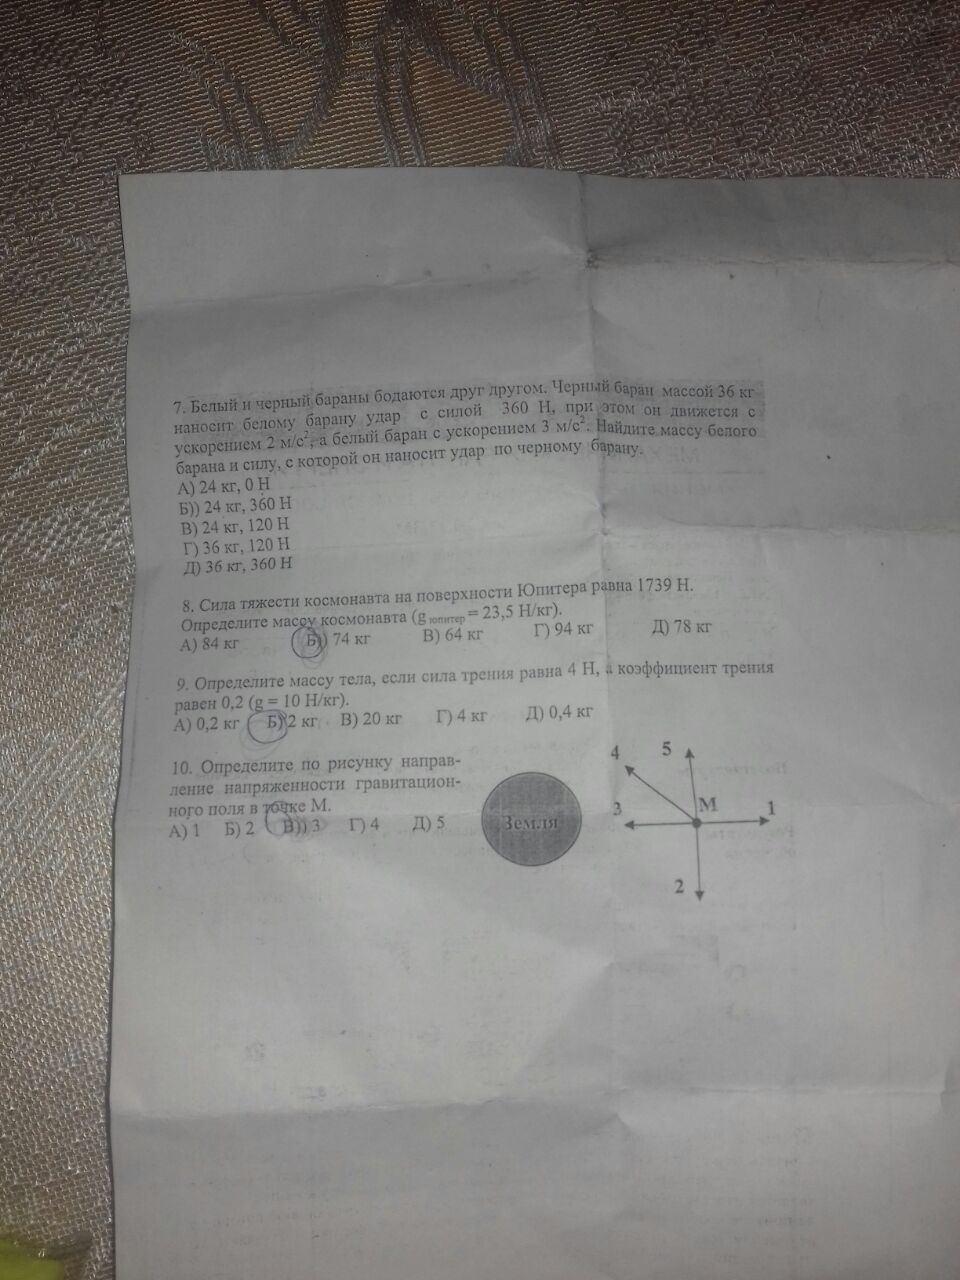 7. Белый и черный бараны бодаются друг другом. Черный баран массой 36 кг
наносит белому барану удар с силой 360 Н, при этом он движется с
ускорением 2 м/с², а белый баран с ускорением 3 м/с². Найдите массу белого
барана и силу, с которой он наносит удар по черному барану.
А) 24 кг, 0 Н
Б)) 24 кг, 360 Н
В) 24 кг, 120 Н
Г) 36 кг, 120 Н
Д) 36 кг, 360 Н
8. Сила тяжести космонавта на поверхности Юпитера равна 1739 Н.
Определите массу космонавта (g юпитер = 23,5 Н/кг).
А) 84 кг Б)) 74 кг В) 64 кг Г) 94 кг Д) 78 кг
9. Определите массу тела, если сила трения равна 4 Н, а коэффициент трения
равен 0,2 (g = 10 Н/кг).
А) 0,2 кг Б) 2 кг В) 20 кг Г) 4 кг Д) 0,4 кг
10. Определите по рисунку направ-
ление напряженности гравитацион-
ного поля в точке М.
А) 1 Б) 2 В)) 3 Г) 4 Д) 5
Земля
4 5
3 М 1
2